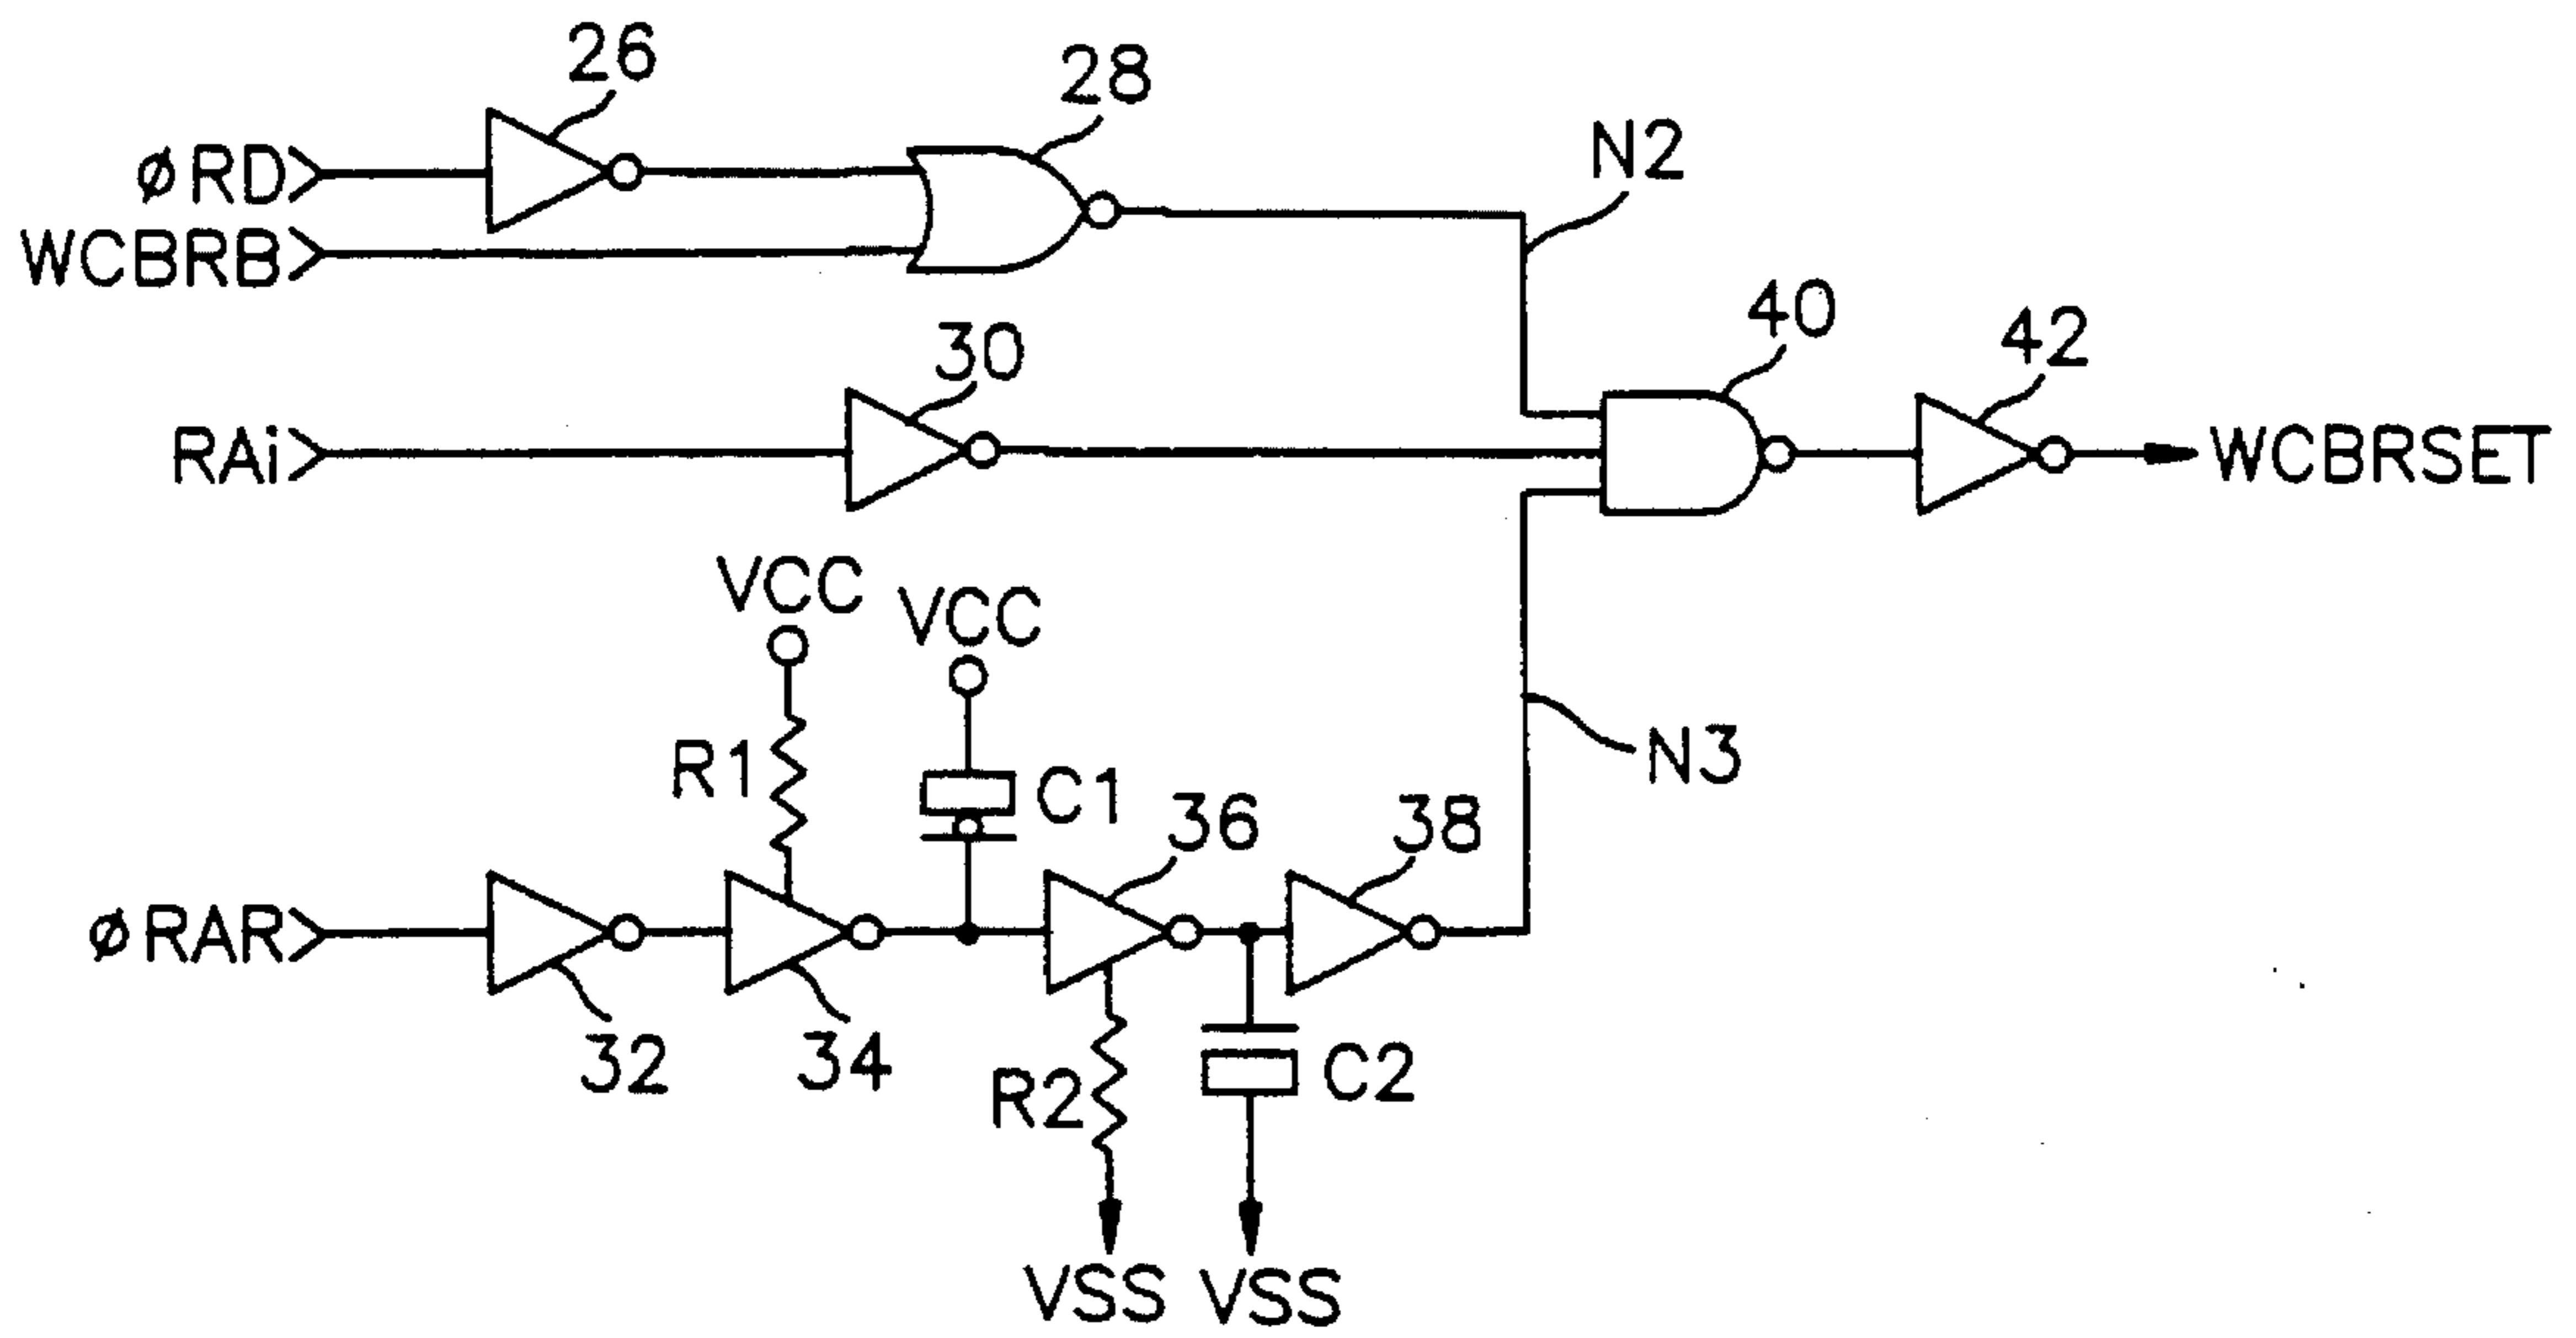 26
28
N2
øRD
WCBRB
40
42
30
RAi
WCBRSET
VCC
VCC
R1
C1
N3
36
38
øRAR
32
34
R2
C2
VSS
VSS